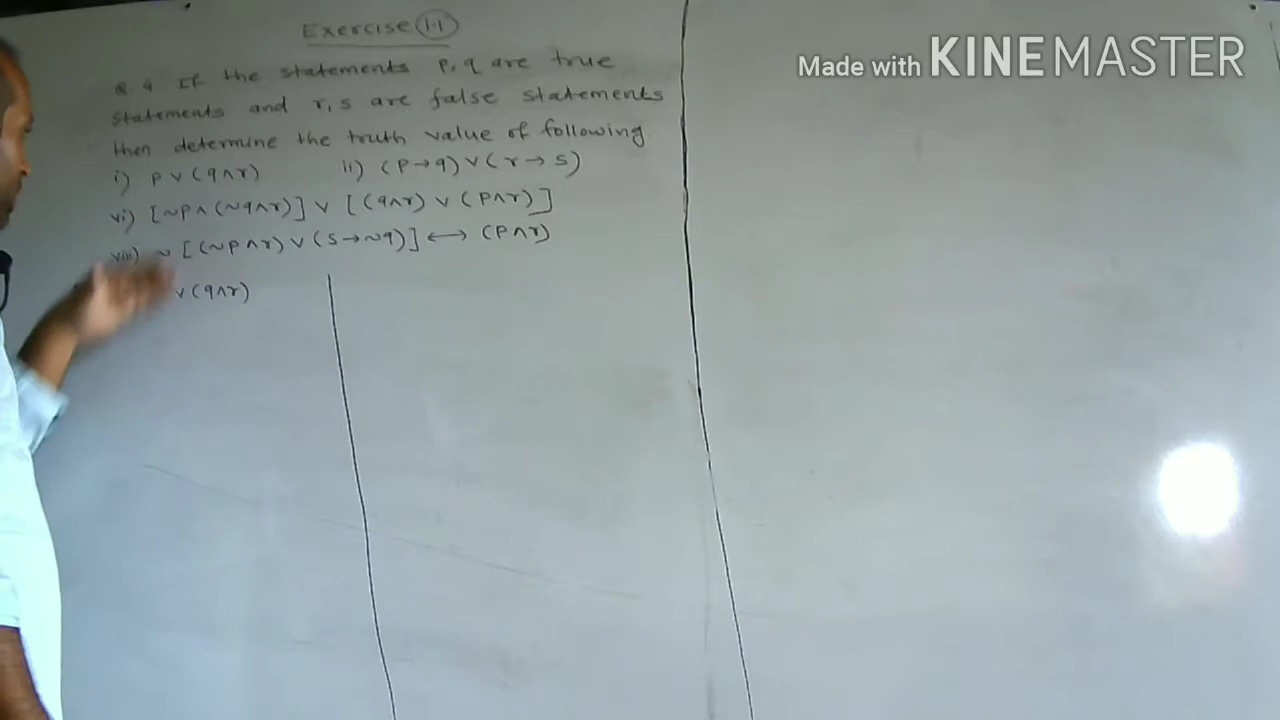 Exercise 1.1
Made with KINEMASTER
Q 4 If the statements p, q are true
statements and r, s are false statements
then determine the truth value of following.
i) p ∨ (q ∧ r) ii) (p → q) ∨ (r → s)
vi) [~p ∧ (~q ∧ r)] ∨ [(q ∧ r) ∨ (p ∧ r)]
viii) ~ [(~p ∧ r) ∨ (s → ~q)] ⟷ (p ∧ r)
∨ (q ∧ r)